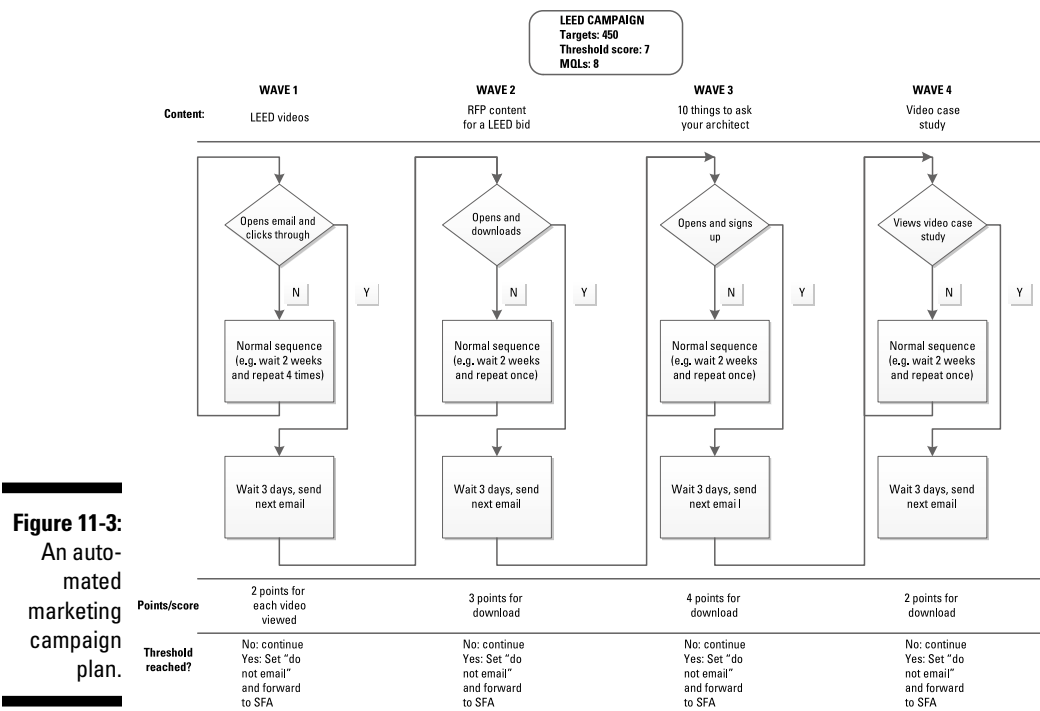 LEED CAMPAIGN
Targets: 450
Threshold score: 7
MQLs: 8
WAVE 1
WAVE 2
WAVE 3
WAVE 4
Content:
LEED videos
RFP content
for a LEED bid
10 things to ask
your architect
Video case
study
Opens email and
clicks through
Opens and
downloads
Opens and signs
up
Views video case
study
N
Y
N
Y
N
Y
N
Y
Normal sequence
(e.g. wait 2 weeks
and repeat 4 times)
Normal sequence
(e.g. wait 2 weeks
and repeat once)
Normal sequence
(e.g. wait 2 weeks
and repeat once)
Normal sequence
(e.g. wait 2 weeks
and repeat once)
Wait 3 days, send
next email
Wait 3 days, send
next email
Wait 3 days, send
next emai l
Wait 3 days, send
next email
Figure 11-3:
An auto-
mated
marketing
campaign
plan.
Points/score
2 points for
each video
viewed
3 points for
download
4 points for
download
2 points for
download
Threshold
reached?
No: continue
Yes: Set “do
not email”
and forward
to SFA
No: continue
Yes: Set “do
not email”
and forward
to SFA
No: continue
Yes: Set “do
not email”
and forward
to SFA
No: continue
Yes: Set “do
not email”
and forward
to SFA